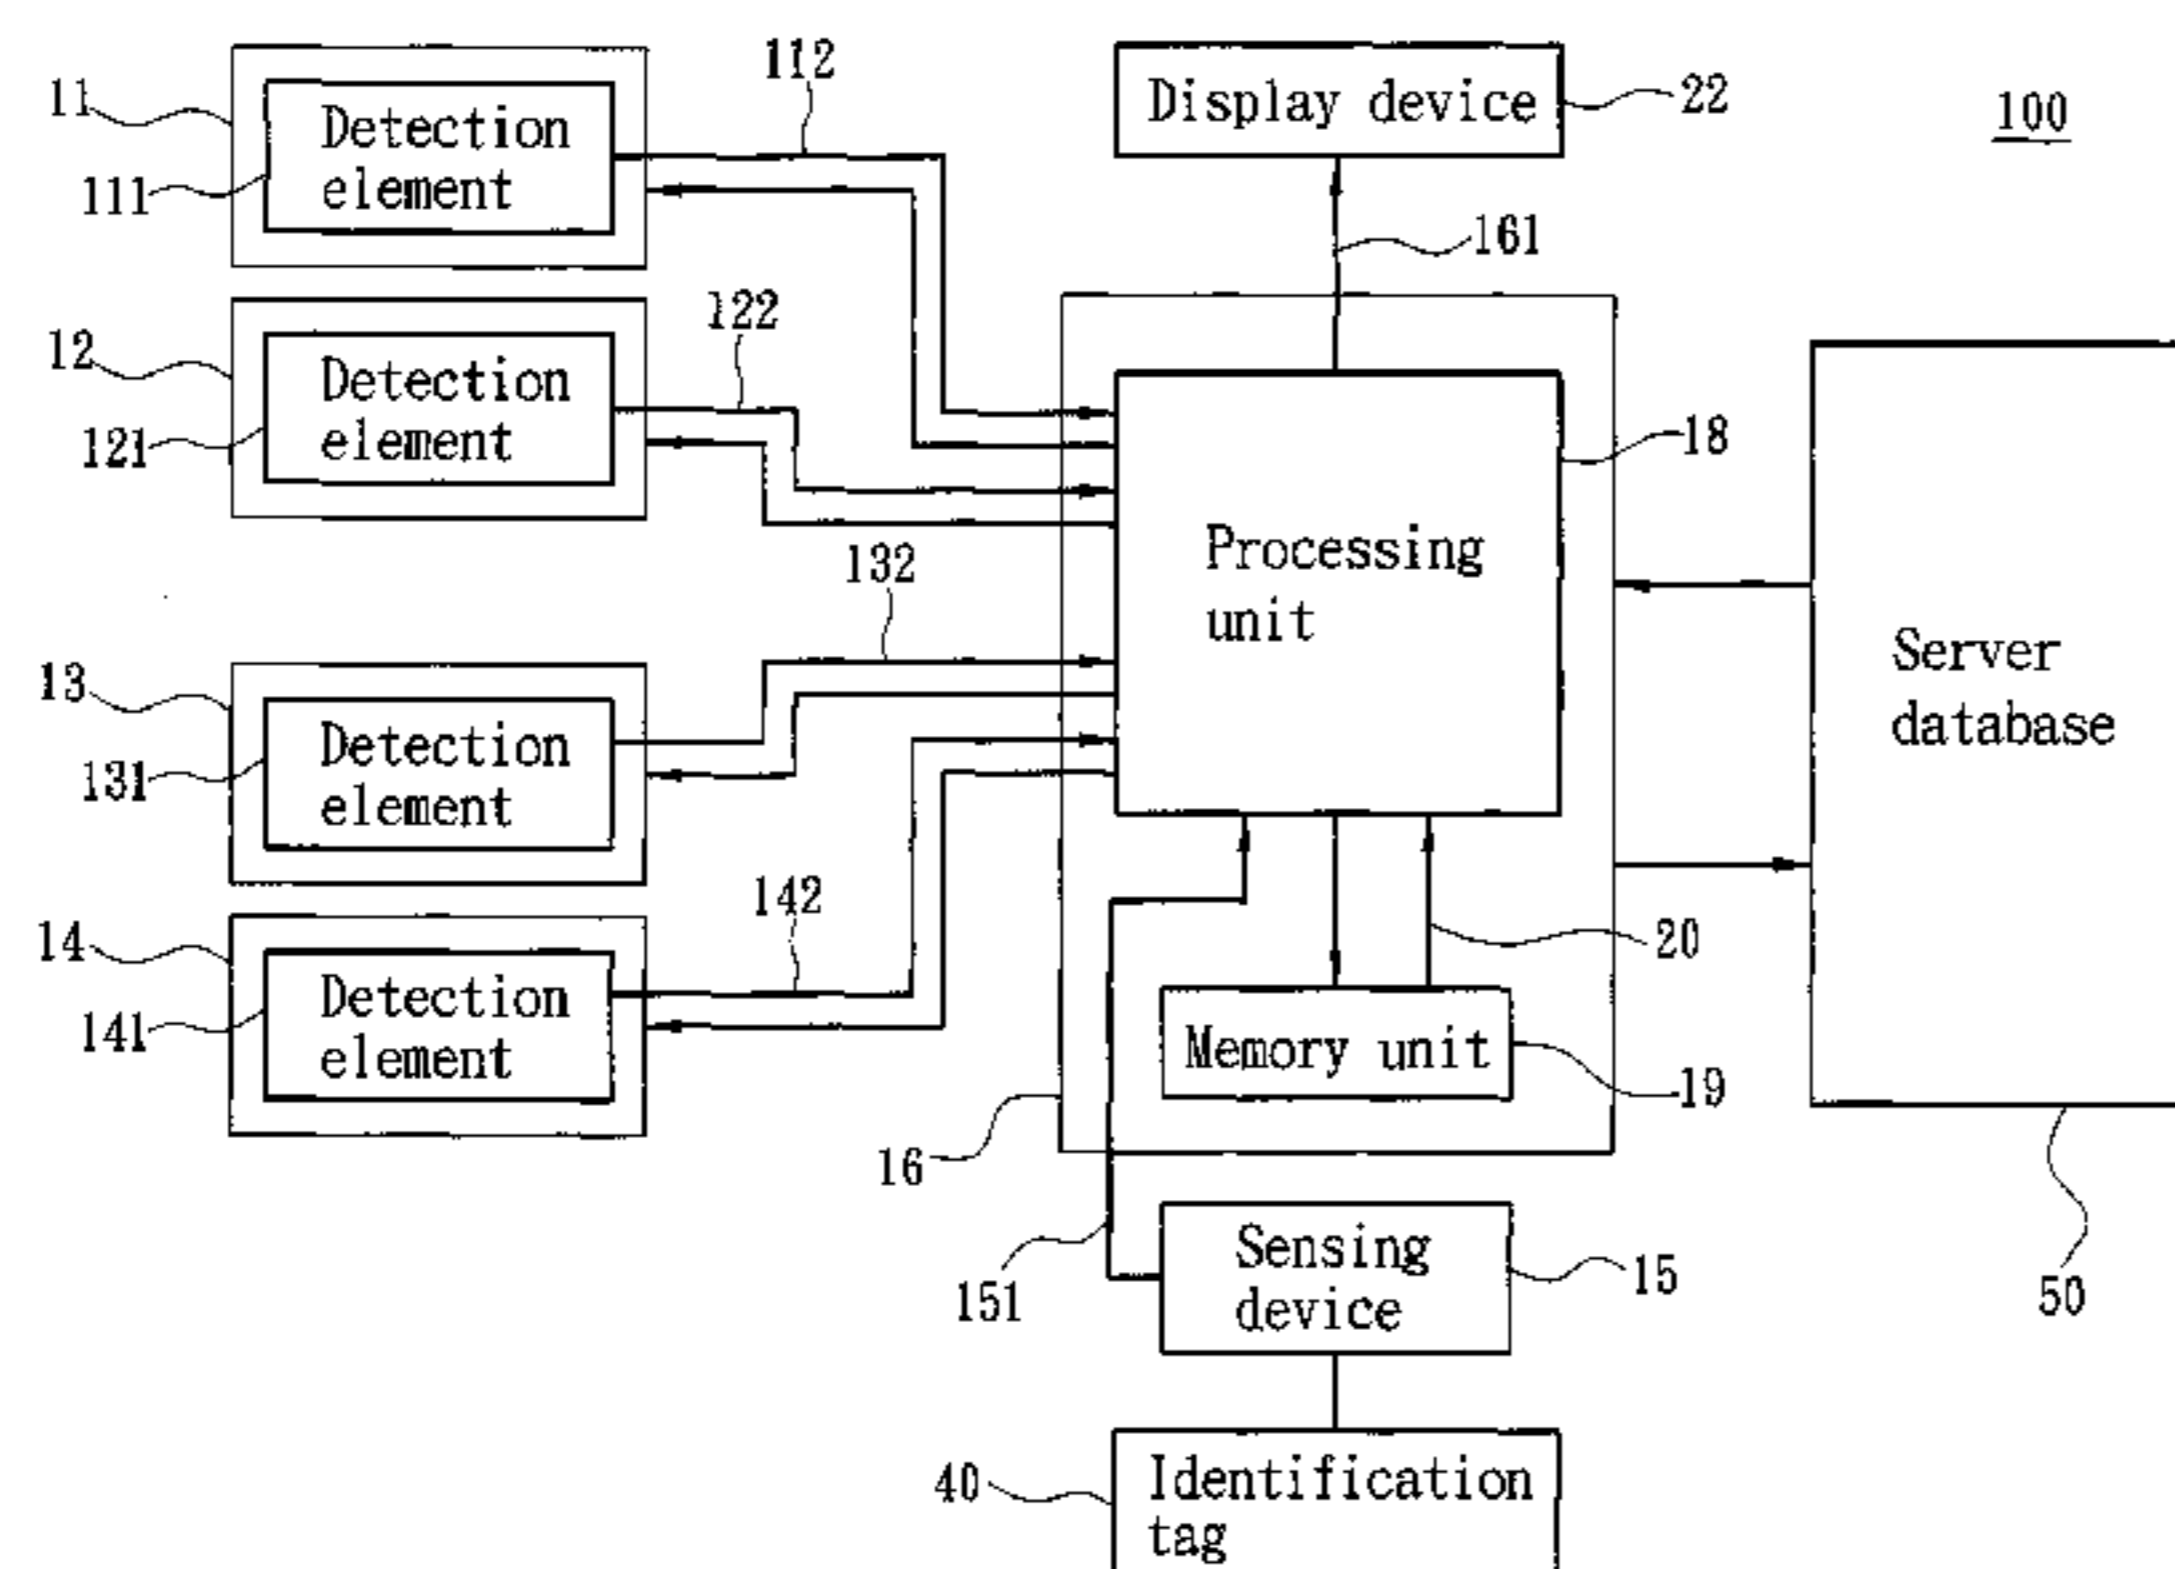 112
11
Detection
element
111
Display device
22
100
161
122
12
Detection
element
121
18
Processing
unit
132
13
Detection
element
131
Server
database
142
14
Detection
element
141
20
Memory unit
19
16
Sensing
device
15
151
50
40
Identification
tag